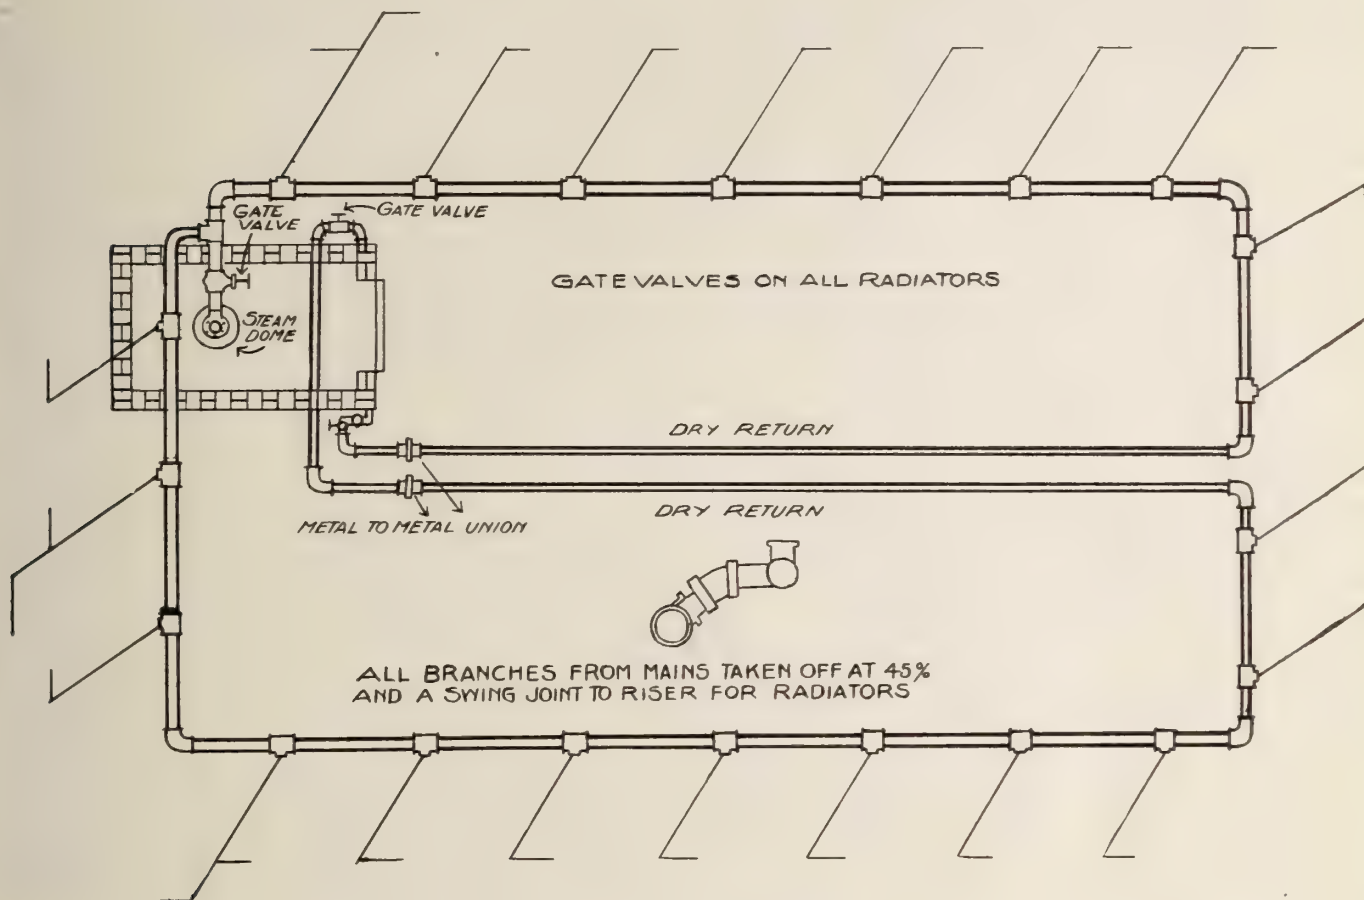 GATE
VALVE
GATE VALVE
GATE VALVES ON ALL RADIATORS
STEAM
DOME
DRY RETURN
DRY RETURN
METAL TO METAL UNION
ALL BRANCHES FROM MAINS TAKEN OFF AT 45%
AND A SWING JOINT TO RISER FOR RADIATORS